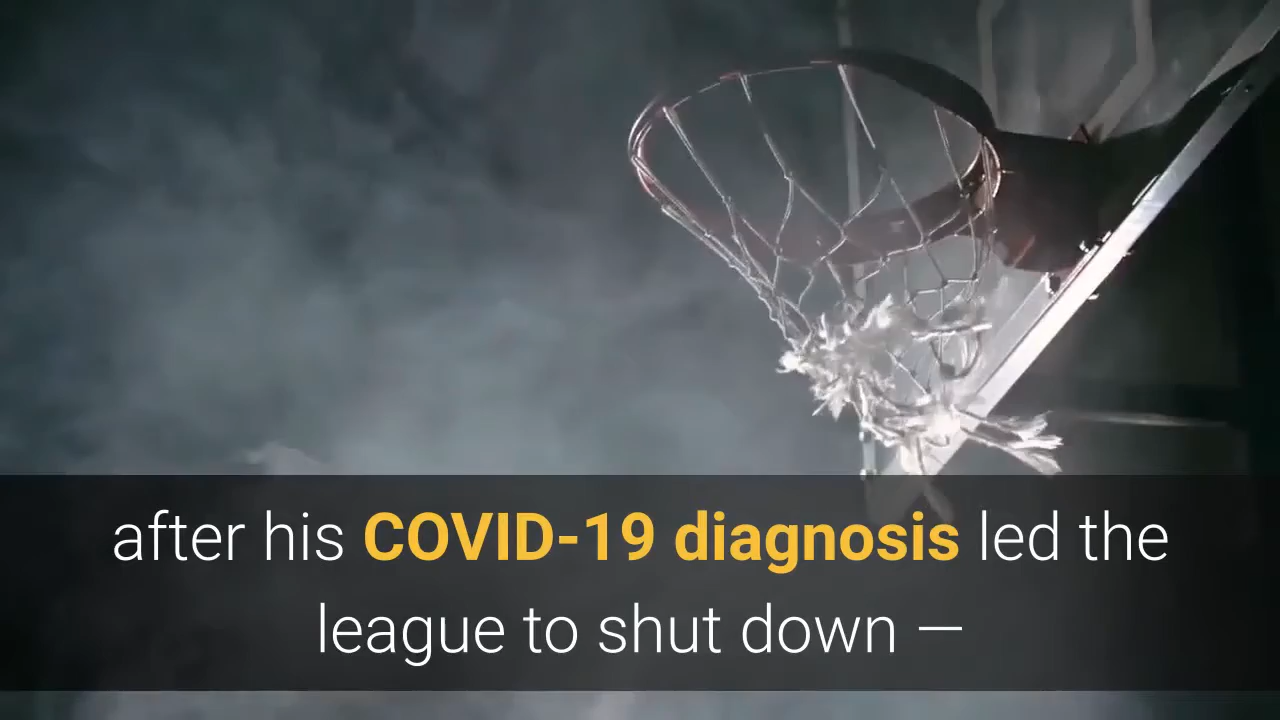 after his COVID-19 diagnosis led the
league to shut down —